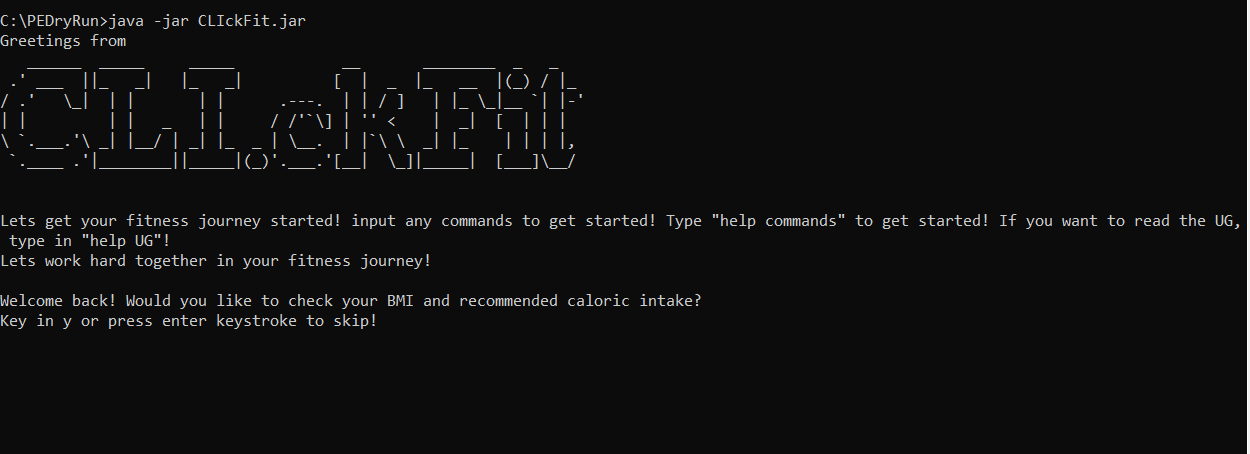 C:\PEDryRun>java -jar CLIckFit.jar
Greetings from
CLIckFit
Lets get your fitness journey started! input any commands to get started! Type "help commands" to get started! If you want to read the UG,
 type in "help UG"!
Lets work hard together in your fitness journey!
Welcome back! Would you like to check your BMI and recommended caloric intake?
Key in y or press enter keystroke to skip!